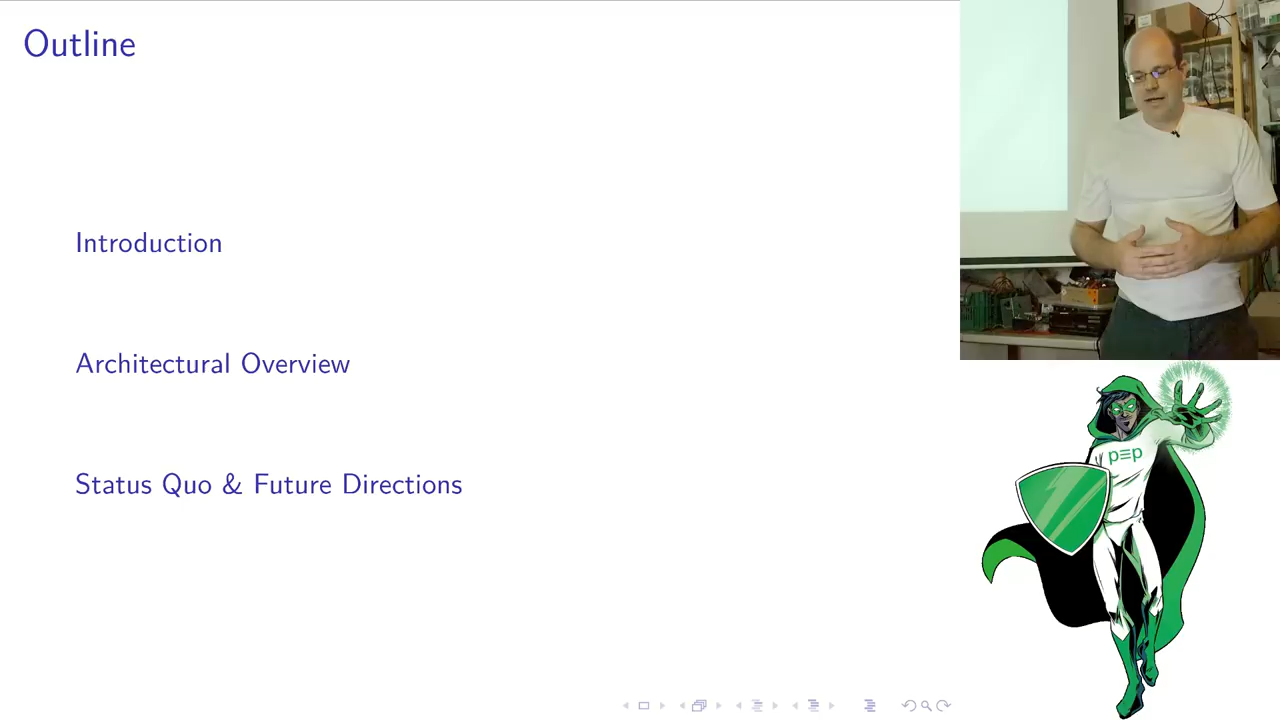 Outline
Introduction
Architectural Overview
Status Quo & Future Directions
p≡p